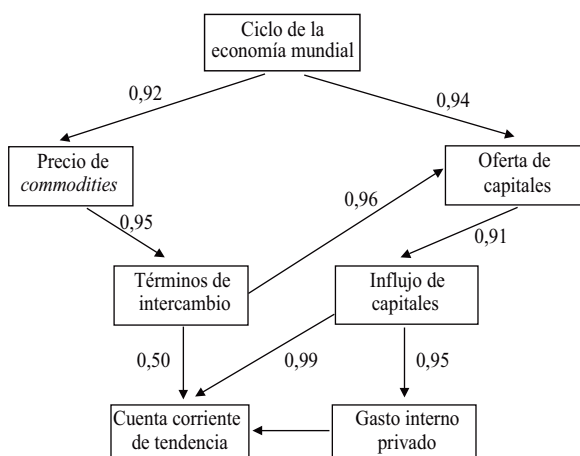 Ciclo de la
economía mundial
0,92
0,94
Precio de
commodities
Oferta de
capitales
0,95
0,96
0,91
Términos de
intercambio
Influjo de
capitales
0,50
0,99
0,95
Cuenta corriente
de tendencia
Gasto interno
privado